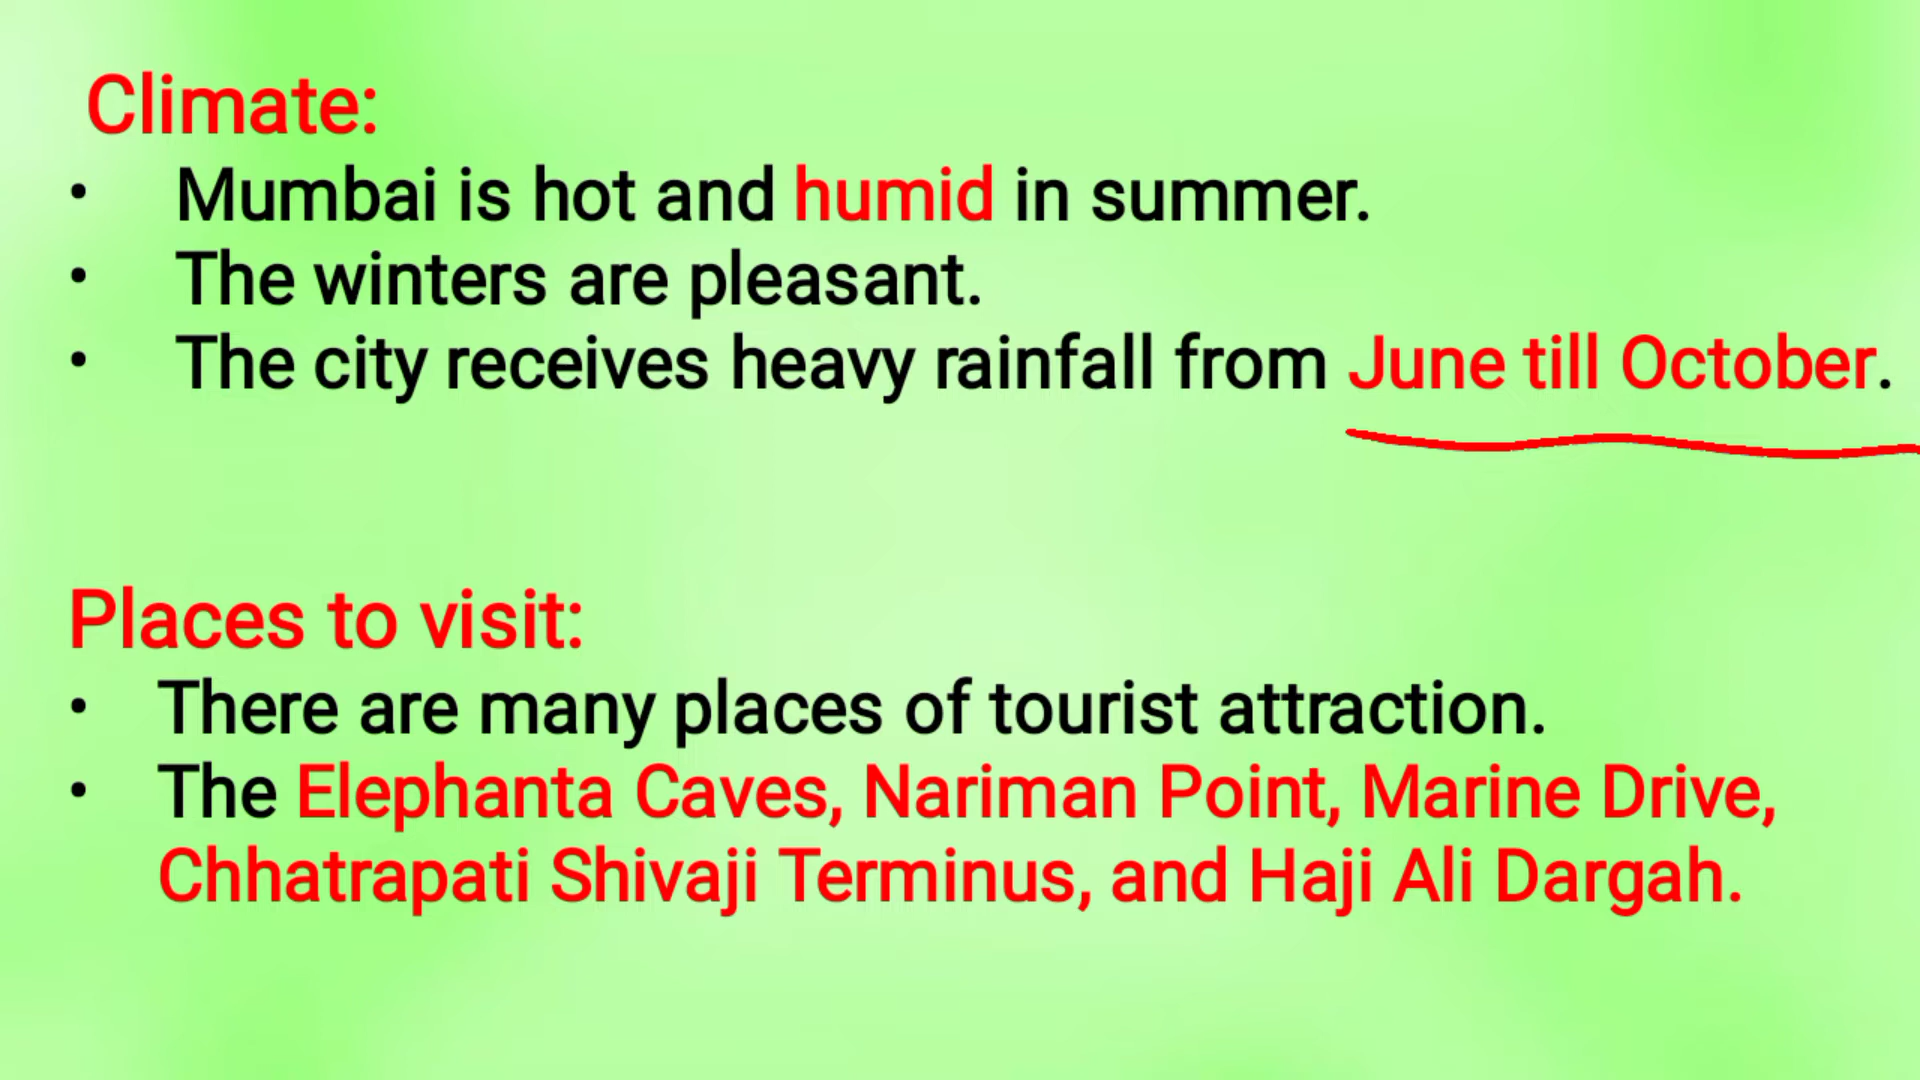 Climate:
• Mumbai is hot and humid in summer.
• The winters are pleasant.
• The city receives heavy rainfall from June till October.
Places to visit:
• There are many places of tourist attraction.
• The Elephanta Caves, Nariman Point, Marine Drive,
Chhatrapati Shivaji Terminus, and Haji Ali Dargah.